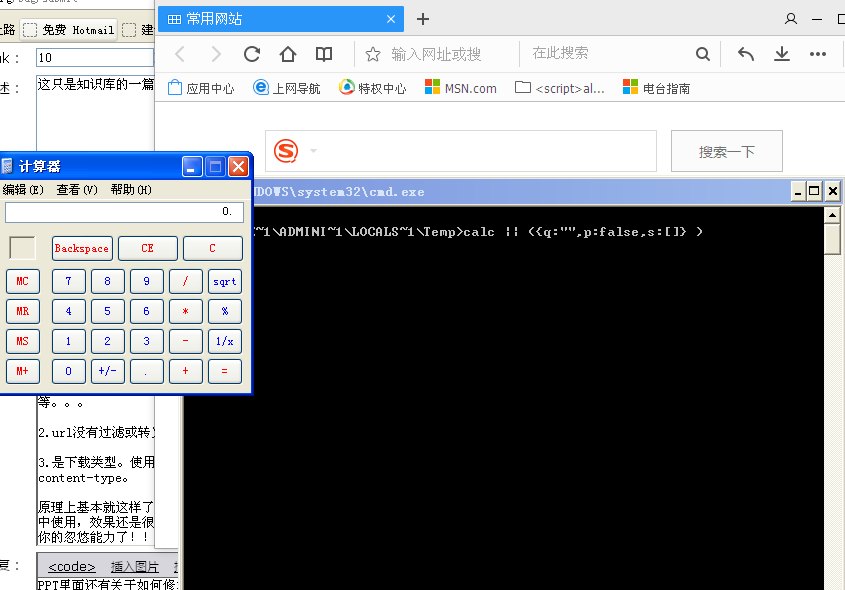 常用网站
上路 免费 Hotmail 建
10
输入网址或搜
在此搜索
述： 这只是知识库的一篇
应用中心 上网导航 特权中心 MSN.com <script>al... 电台指南
搜索一下
计算器
编辑(E) 查看(V) 帮助(H)
0.
Backspace CE C
MC 7 8 9 / sqrt
MR 4 5 6 * %
MS 1 2 3 - 1/x
M+ 0 +/- . + =
NDOWS\system32\cmd.exe
~1\ADMINI~1\LOCALS~1\Temp>calc || ({q:"",p:false,s:[]} )
等。。。
2.url没有过滤或转
3.是下载类型。使用
content-type。
原理上基本就这样了
中使用，效果还是很
你的忽悠能力了！！
复： <code> 插入图片
PPT里面还有关于如何修